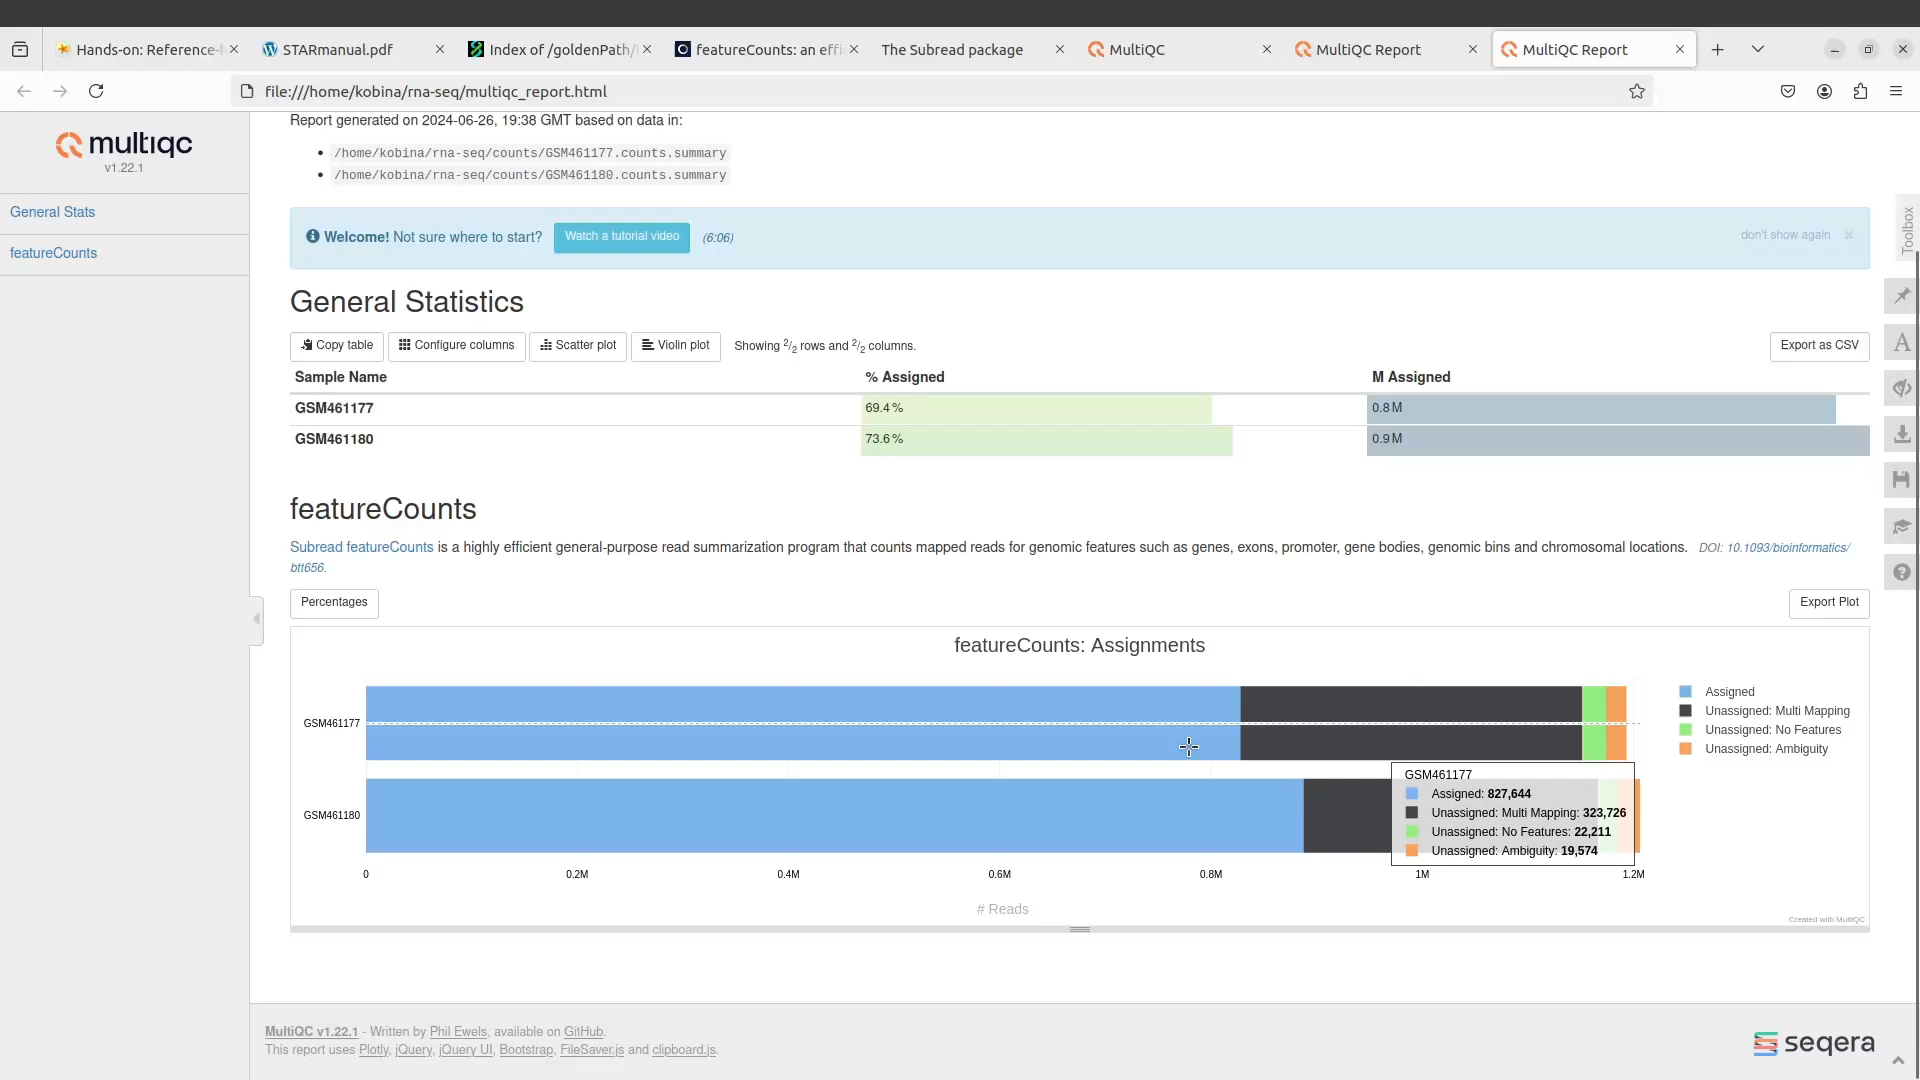 Hands-on: Reference-b
STARmanual.pdf
Index of /goldenPath/
featureCounts: an effi
The Subread package
MultiQC
MultiQC Report
MultiQC Report
file:///home/kobina/rna-seq/multiqc_report.html
multiqc
v1.22.1
General Stats
featureCounts
Report generated on 2024-06-26, 19:38 GMT based on data in:
/home/kobina/rna-seq/counts/GSM461177.counts.summary
/home/kobina/rna-seq/counts/GSM461180.counts.summary
Welcome! Not sure where to start? Watch a tutorial video (6:06) don't show again ×
Toolbox
General Statistics
Copy table Configure columns Scatter plot Violin plot Showing 2/2 rows and 2/2 columns. Export as CSV
Sample Name % Assigned M Assigned
GSM461177 69.4% 0.8M
GSM461180 73.6% 0.9M
featureCounts
Subread featureCounts is a highly efficient general-purpose read summarization program that counts mapped reads for genomic features such as genes, exons, promoter, gene bodies, genomic bins and chromosomal locations. DOI: 10.1093/bioinformatics/
btt656.
Percentages Export Plot
featureCounts: Assignments
GSM461177
GSM461180
Assigned
Unassigned: Multi Mapping
Unassigned: No Features
Unassigned: Ambiguity
GSM461177
Assigned: 827,644
Unassigned: Multi Mapping: 323,726
Unassigned: No Features: 22,211
Unassigned: Ambiguity: 19,574
0 0.2M 0.4M 0.6M 0.8M 1M 1.2M
# Reads
Created with MultiQC
MultiQC v1.22.1 - Written by Phil Ewels, available on GitHub.
This report uses Plotly, jQuery, jQuery UI, Bootstrap, FileSaver.js and clipboard.js.
seqera